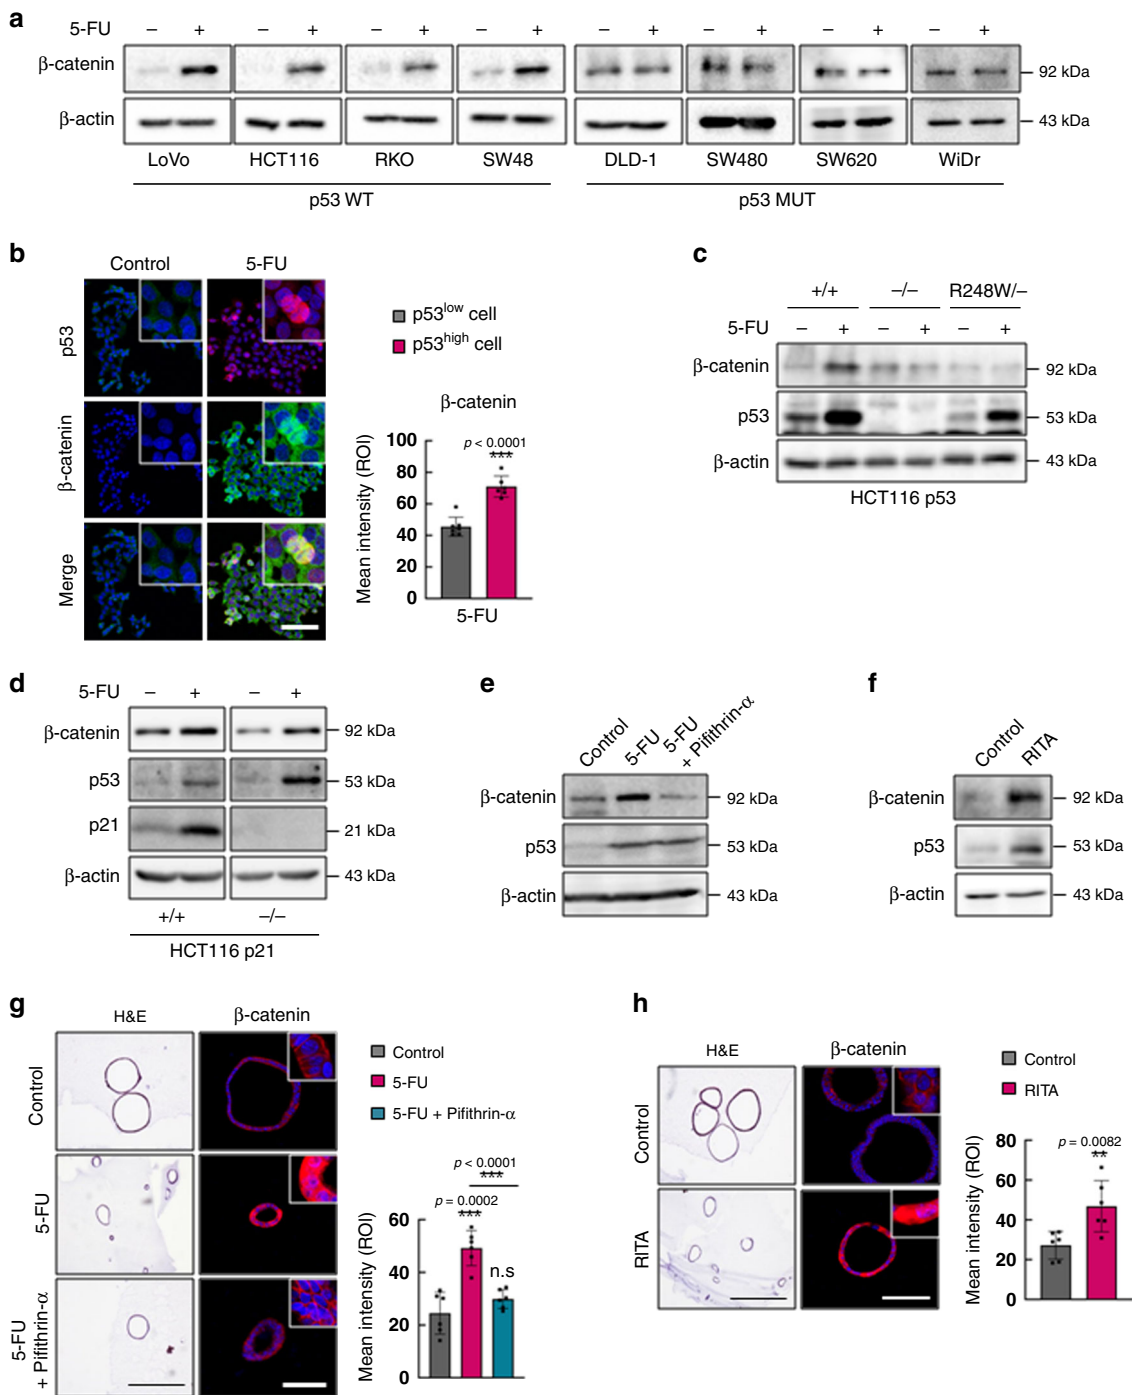 a
5-FU − + − + − + − + − + − + − + − +
β-catenin
92 kDa
β-actin
43 kDa
LoVo HCT116 RKO SW48 DLD-1 SW480 SW620 WiDr
p53 WT p53 MUT
b
Control 5-FU
p53
β-catenin
Merge
p53low cell
p53high cell
β-catenin
p < 0.0001
***
Mean intensity (ROI)
100
80
60
40
20
0
5-FU
c
+/+ −/− R248W/−
5-FU − + − + − +
β-catenin
92 kDa
p53
53 kDa
β-actin
43 kDa
HCT116 p53
d
5-FU − + − +
β-catenin
92 kDa
p53
53 kDa
p21
21 kDa
β-actin
43 kDa
+/+ −/−
HCT116 p21
e
Control
5-FU
5-FU
+ Pifithrin-α
β-catenin
92 kDa
p53
53 kDa
β-actin
43 kDa
f
Control
RITA
β-catenin
92 kDa
p53
53 kDa
β-actin
43 kDa
g
H&E β-catenin
Control
5-FU
5-FU
+ Pifithrin-α
Control
5-FU
5-FU + Pifithrin-α
p < 0.0001
***
p = 0.0002
***
n.s
Mean intensity (ROI)
60
40
20
0
h
H&E β-catenin
Control
RITA
Control
RITA
p = 0.0082
**
Mean intensity (ROI)
80
60
40
20
0